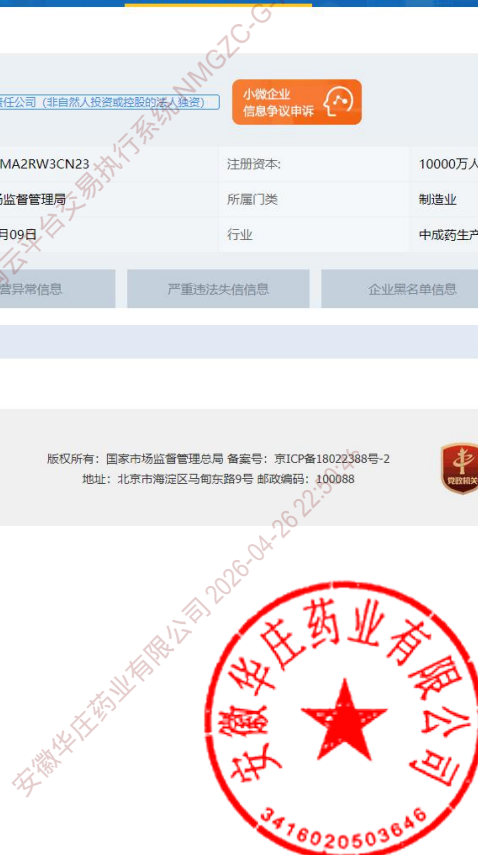 责任公司（非自然人投资或控股的法人独资）
小微企业
信息争议申诉
MA2RW3CN23
注册资本:
10000万人
监督管理局
所属门类
制造业
月09日
行业
中成药生产
营异常信息
严重违法失信信息
企业黑名单信息
版权所有：国家市场监督管理总局 备案号：京ICP备18022388号-2
地址：北京市海淀区马甸东路9号 邮政编码：100088
党政机关
云平台交易执行系统 NMGZC-G-
安徽华庄药业有限公司 2026-04-26 22:50:46
安徽华庄药业有限公司
3416020503646